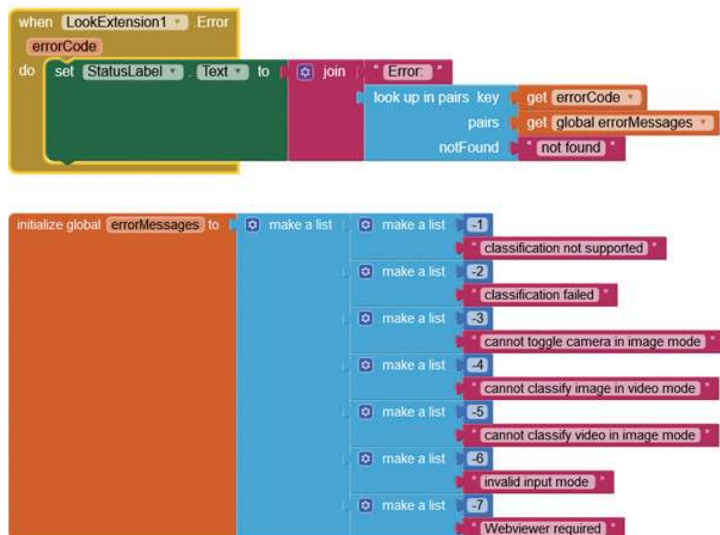 when LookExtension1 .Error
errorCode
do set StatusLabel . Text to join " Error: "
look up in pairs key get errorCode
pairs get global errorMessages
notFound " not found "
initialize global errorMessages to make a list make a list -1
" classification not supported "
make a list -2
" classification failed "
make a list -3
" cannot toggle camera in image mode "
make a list -4
" cannot classify image in video mode "
make a list -5
" cannot classify video in image mode "
make a list -6
" invalid input mode "
make a list -7
" Webviewer required "